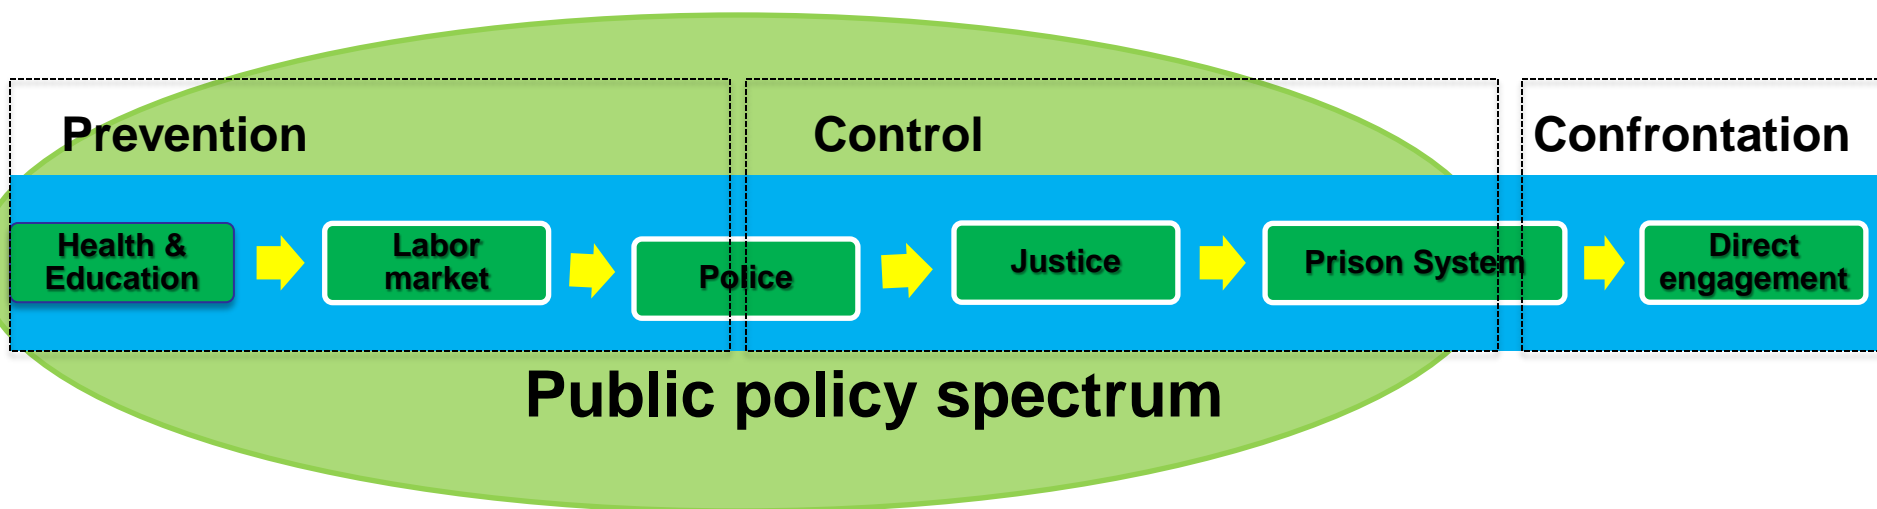 Prevention
Control
Confrontation
Health &
Education
Labor
market
Police
Justice
Prison System
Direct
engagement
Public policy spectrum